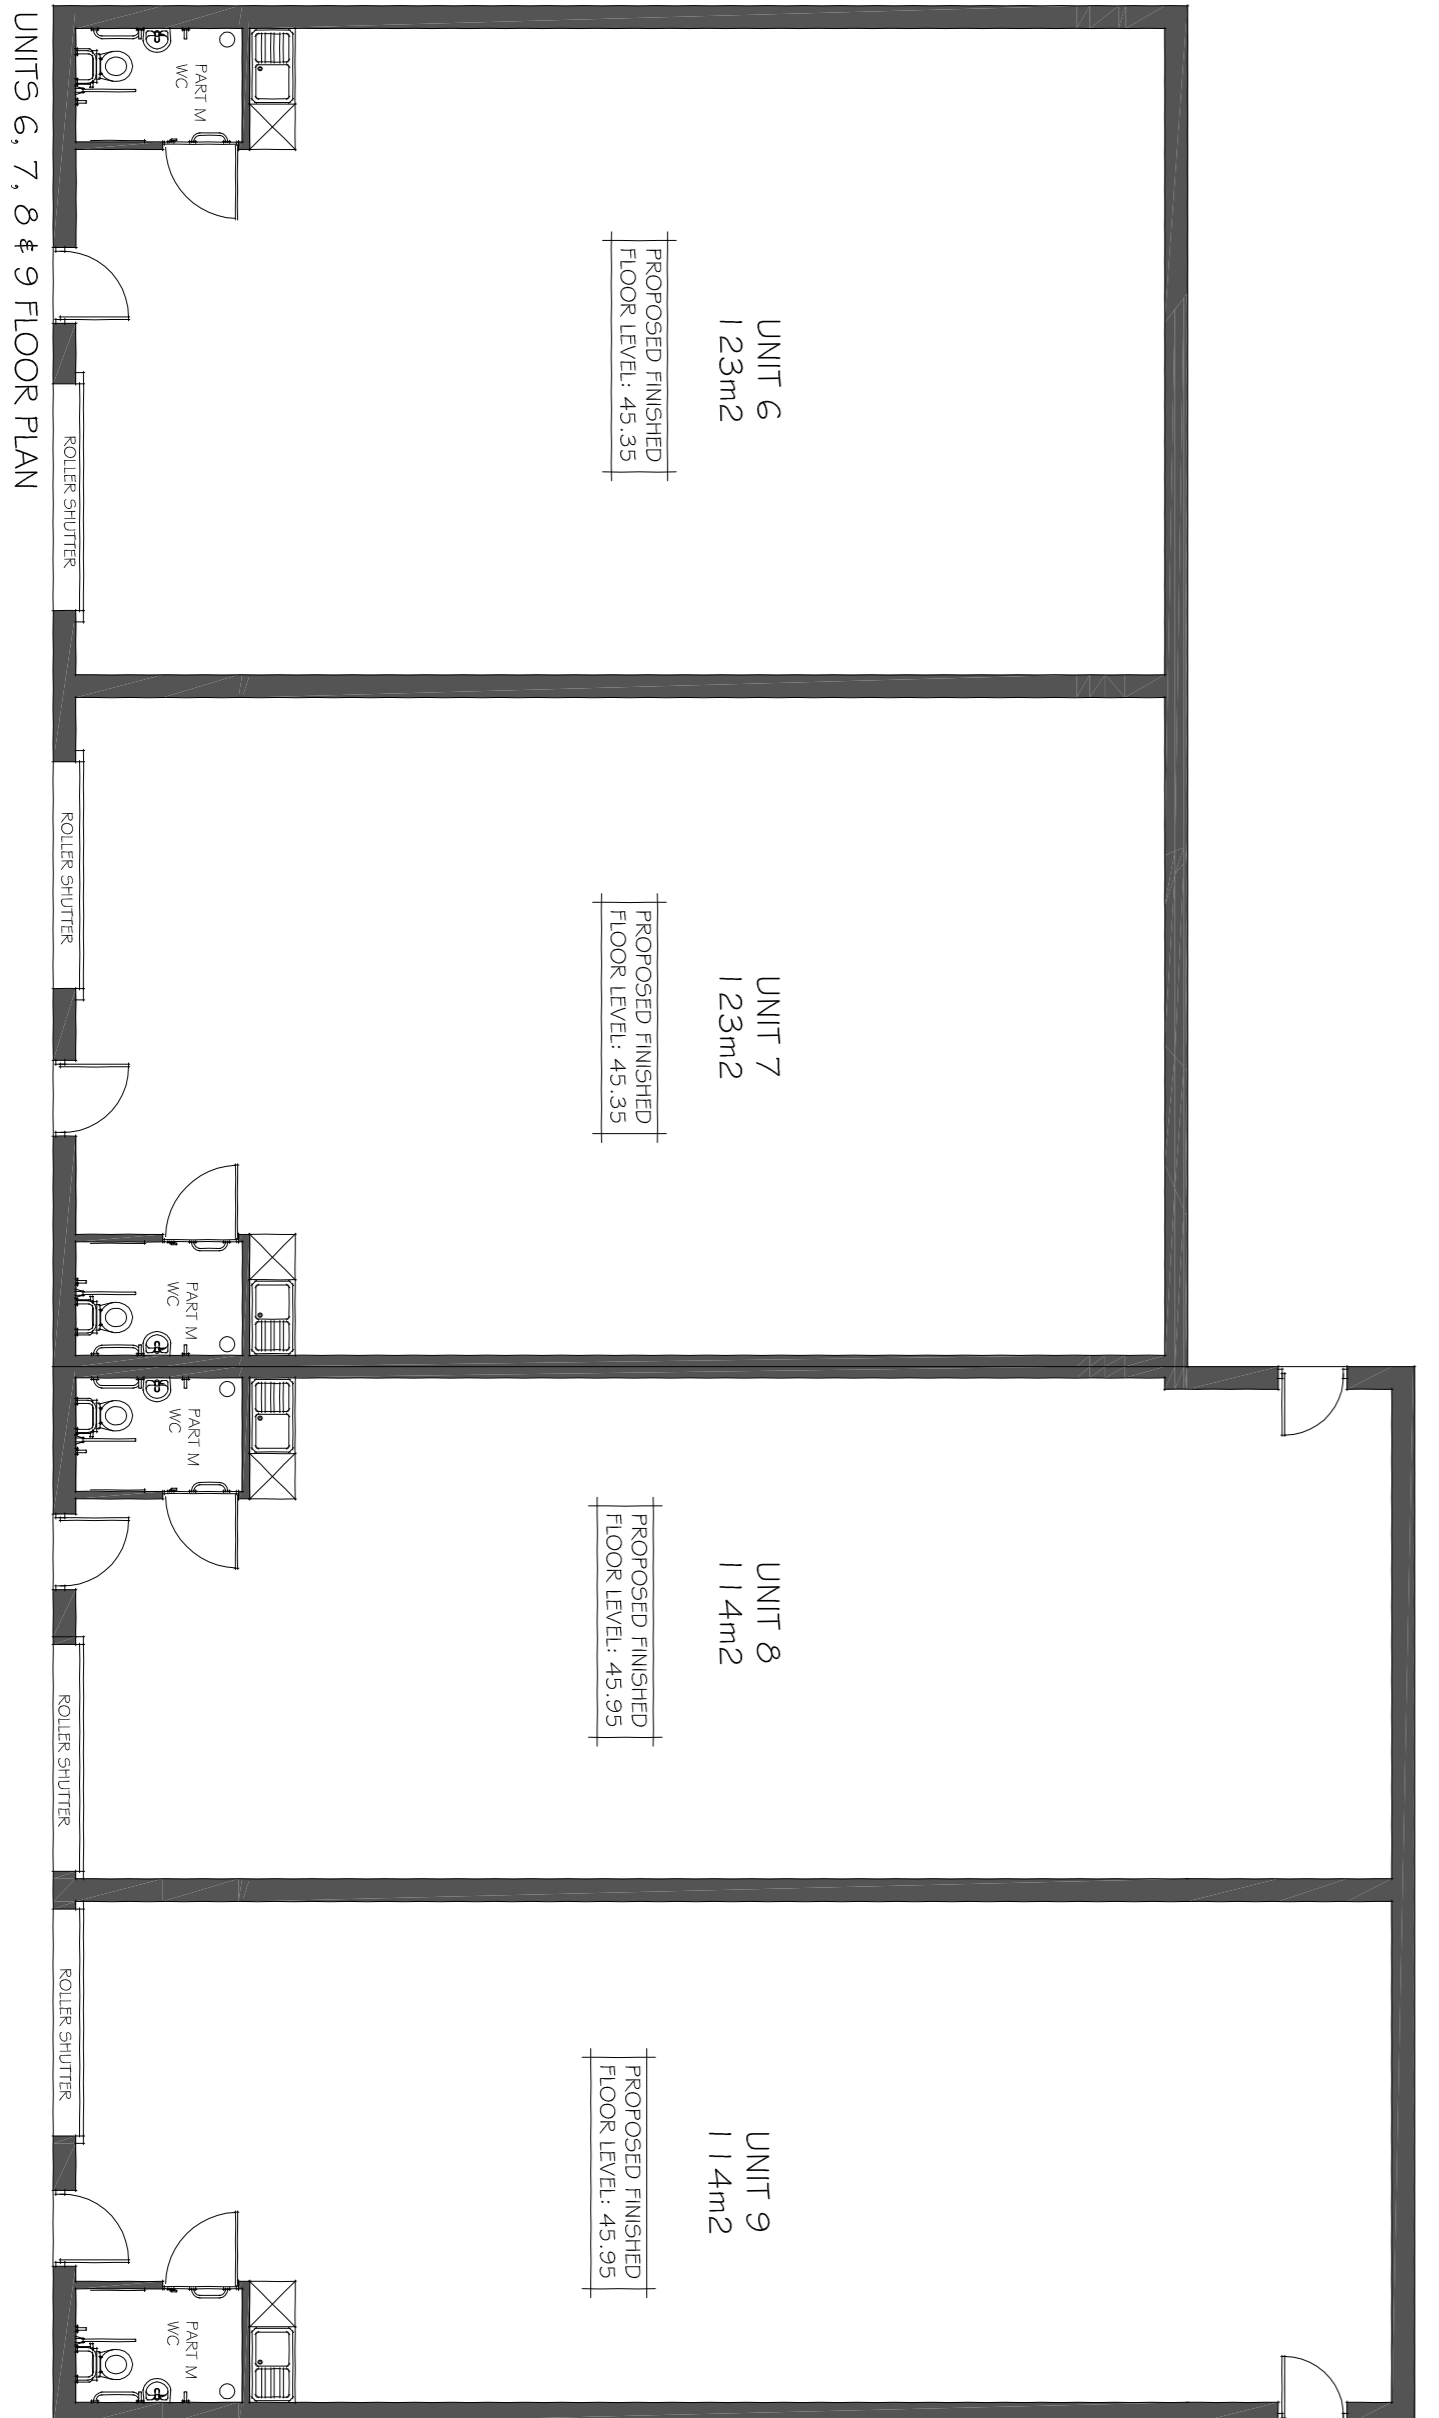 UNIT 6
123m2
PROPOSED FINISHED
FLOOR LEVEL: 45.35
PART M
WC
ROLLER SHUTTER
UNIT 7
123m2
PROPOSED FINISHED
FLOOR LEVEL: 45.35
ROLLER SHUTTER
PART M
WC
UNIT 8
114m2
PROPOSED FINISHED
FLOOR LEVEL: 45.95
PART M
WC
ROLLER SHUTTER
UNIT 9
114m2
PROPOSED FINISHED
FLOOR LEVEL: 45.95
ROLLER SHUTTER
PART M
WC
UNITS 6, 7, 8 & 9 FLOOR PLAN